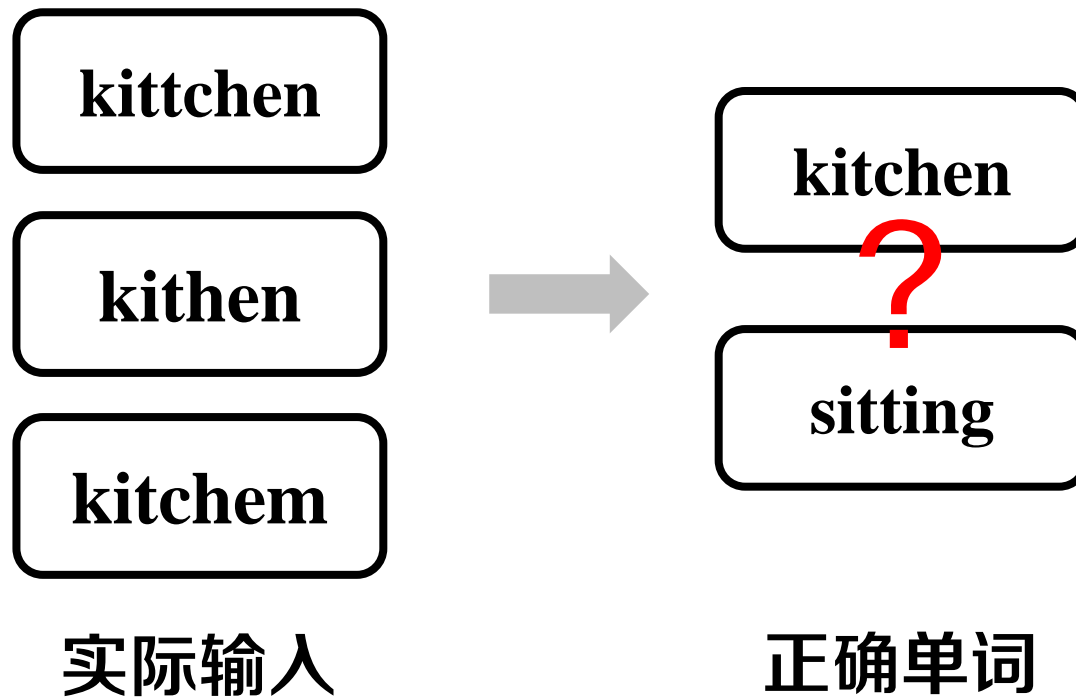 kittchen
kithen
kitchem
实际输入
kitchen
?
sitting
正确单词